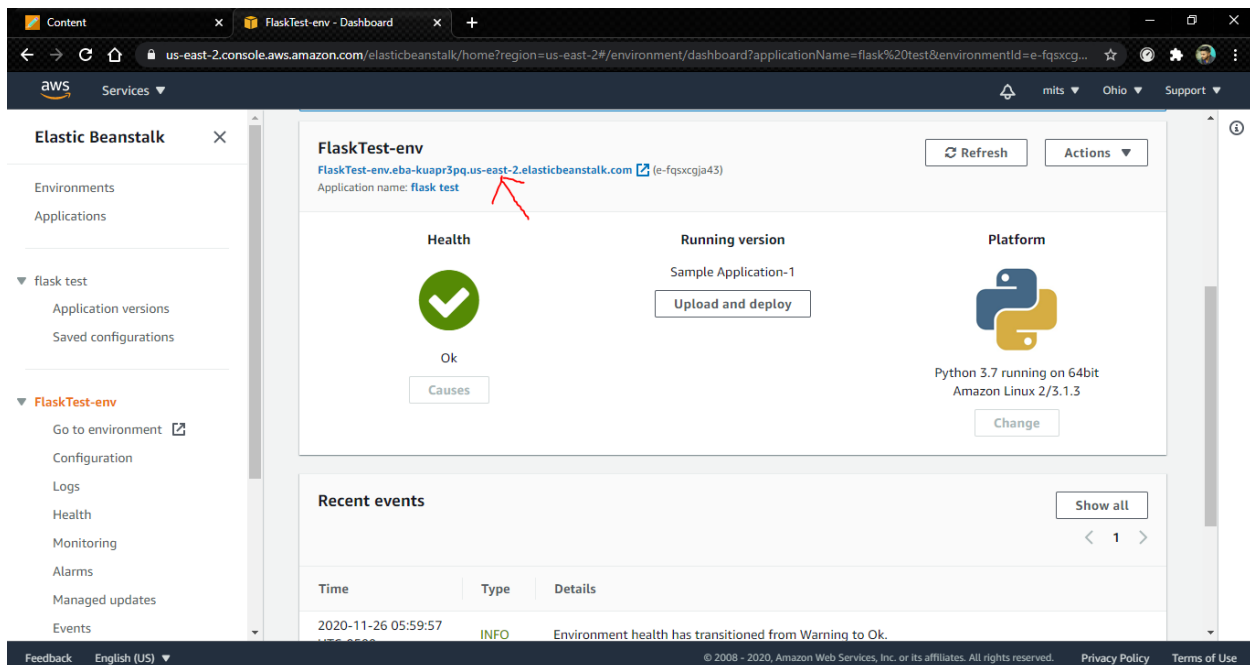 Content
FlaskTest-env - Dashboard
us-east-2.console.aws.amazon.com/elasticbeanstalk/home?region=us-east-2#/environment/dashboard?applicationName=flask%20test&environmentId=e-fqsxcg...
aws
Services
mits
Ohio
Support
Elastic Beanstalk
Environments
Applications
flask test
Application versions
Saved configurations
FlaskTest-env
Go to environment
Configuration
Logs
Health
Monitoring
Alarms
Managed updates
Events
FlaskTest-env
FlaskTest-env.eba-kuapr3pq.us-east-2.elasticbeanstalk.com (e-fqsxcgja43)
Application name: flask test
Refresh
Actions
Health
Ok
Causes
Running version
Sample Application-1
Upload and deploy
Platform
Python 3.7 running on 64bit
Amazon Linux 2/3.1.3
Change
Recent events
Show all
1
Time Type Details
2020-11-26 05:59:57 INFO Environment health has transitioned from Warning to Ok.
Feedback English (US) © 2008 - 2020, Amazon Web Services, Inc. or its affiliates. All rights reserved. Privacy Policy Terms of Use